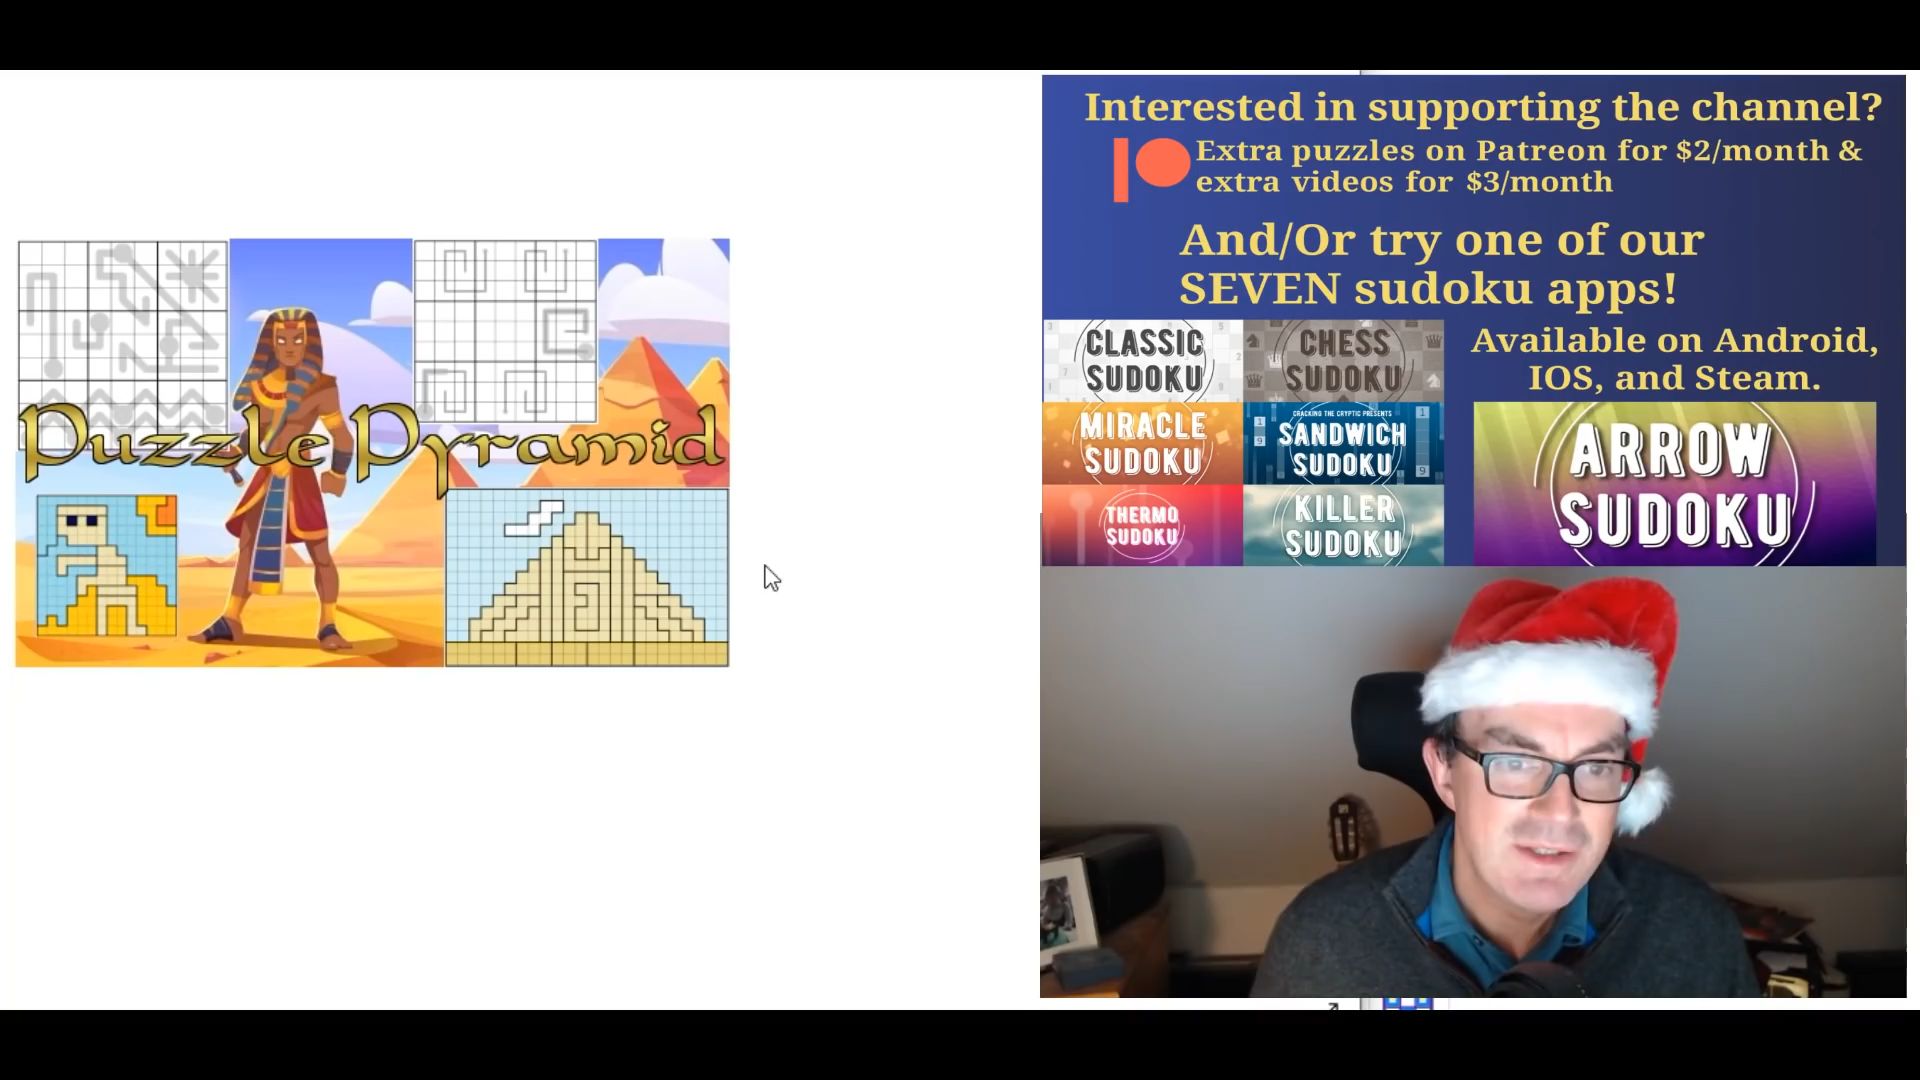 Puzzle Pyramid
Interested in supporting the channel?
Extra puzzles on Patreon for $2/month &
extra videos for $3/month
And/Or try one of our
SEVEN sudoku apps!
CLASSIC
SUDOKU
CHESS
SUDOKU
MIRACLE
SUDOKU
CRACKING THE CRYPTIC PRESENTS
SANDWICH
SUDOKU
THERMO
SUDOKU
KILLER
SUDOKU
Available on Android,
IOS, and Steam.
ARROW
SUDOKU